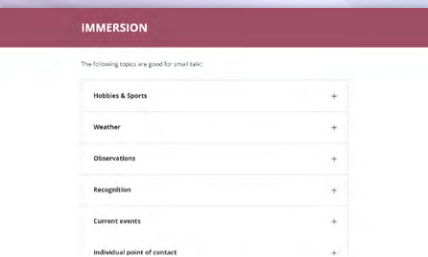 IMMERSION
The following topics are good for small talk:
Hobbies & Sports +
Weather +
Observations +
Recognition +
Current events +
Individual point of contact +